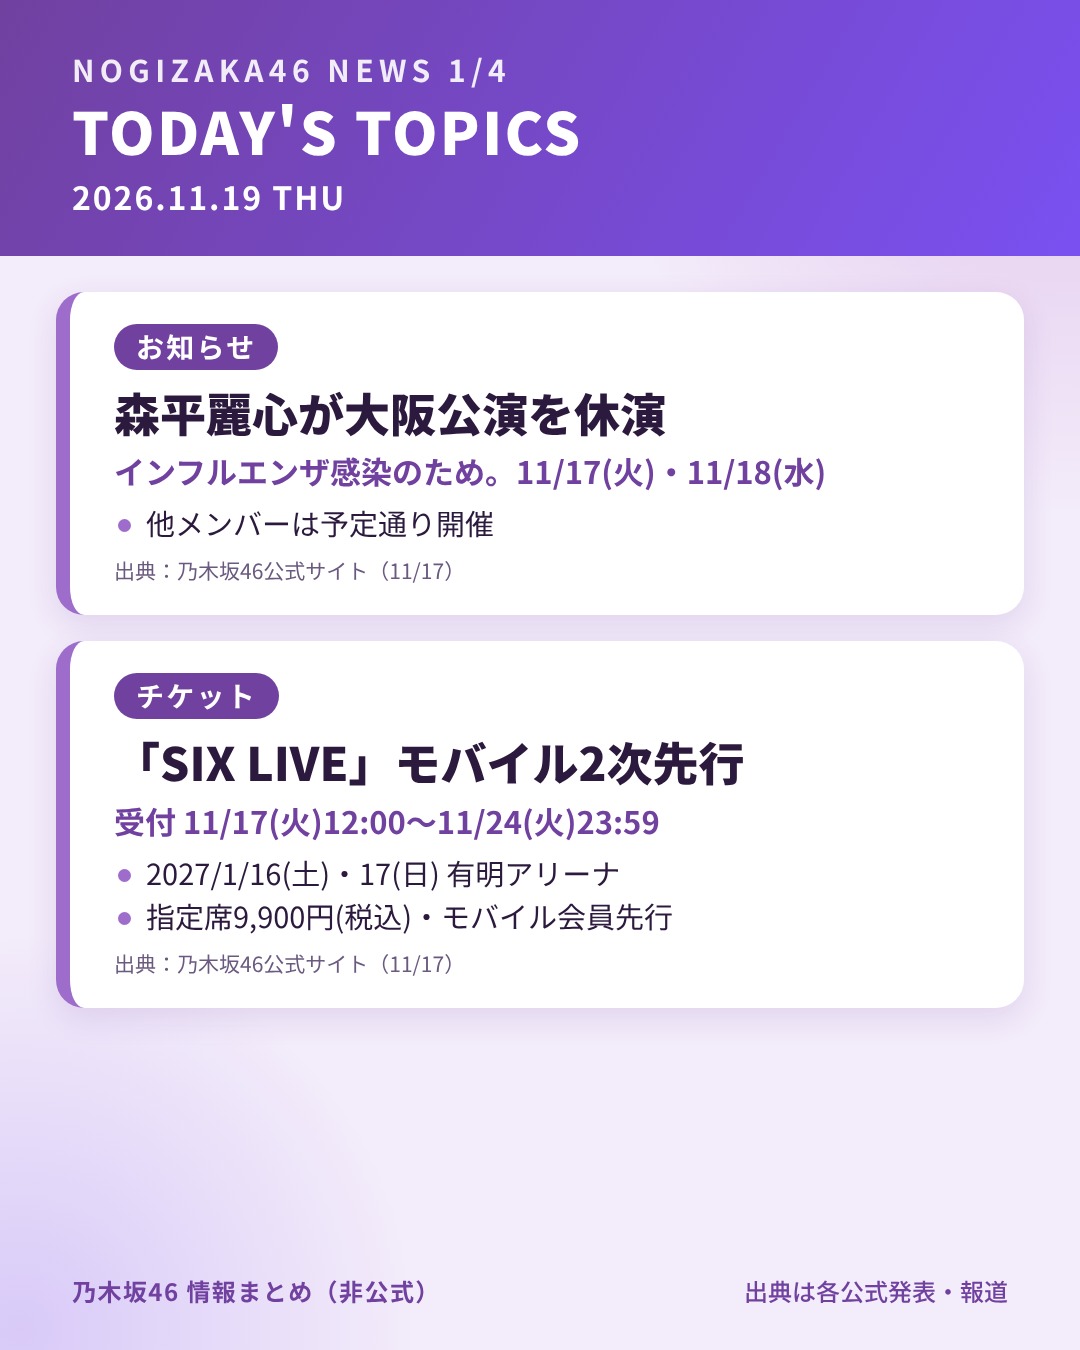 NOGIZAKA46 NEWS 1/4
TODAY'S TOPICS
2026.11.19 THU
お知らせ
森平麗心が大阪公演を休演
インフルエンザ感染のため。11/17(火)・11/18(水)
他メンバーは予定通り開催
出典：乃木坂46公式サイト（11/17）
チケット
「SIX LIVE」モバイル2次先行
受付 11/17(火)12:00〜11/24(火)23:59
2027/1/16(土)・17(日) 有明アリーナ
指定席9,900円(税込)・モバイル会員先行
出典：乃木坂46公式サイト（11/17）
乃木坂46 情報まとめ（非公式）
出典は各公式発表・報道